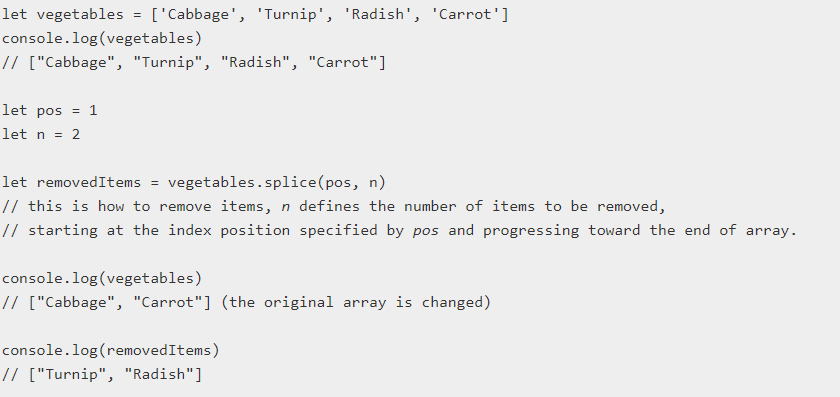 let vegetables = ['Cabbage', 'Turnip', 'Radish', 'Carrot']
console.log(vegetables)
// ["Cabbage", "Turnip", "Radish", "Carrot"]
let pos = 1
let n = 2
let removedItems = vegetables.splice(pos, n)
// this is how to remove items, n defines the number of items to be removed,
// starting at the index position specified by pos and progressing toward the end of array.
console.log(vegetables)
// ["Cabbage", "Carrot"] (the original array is changed)
console.log(removedItems)
// ["Turnip", "Radish"]